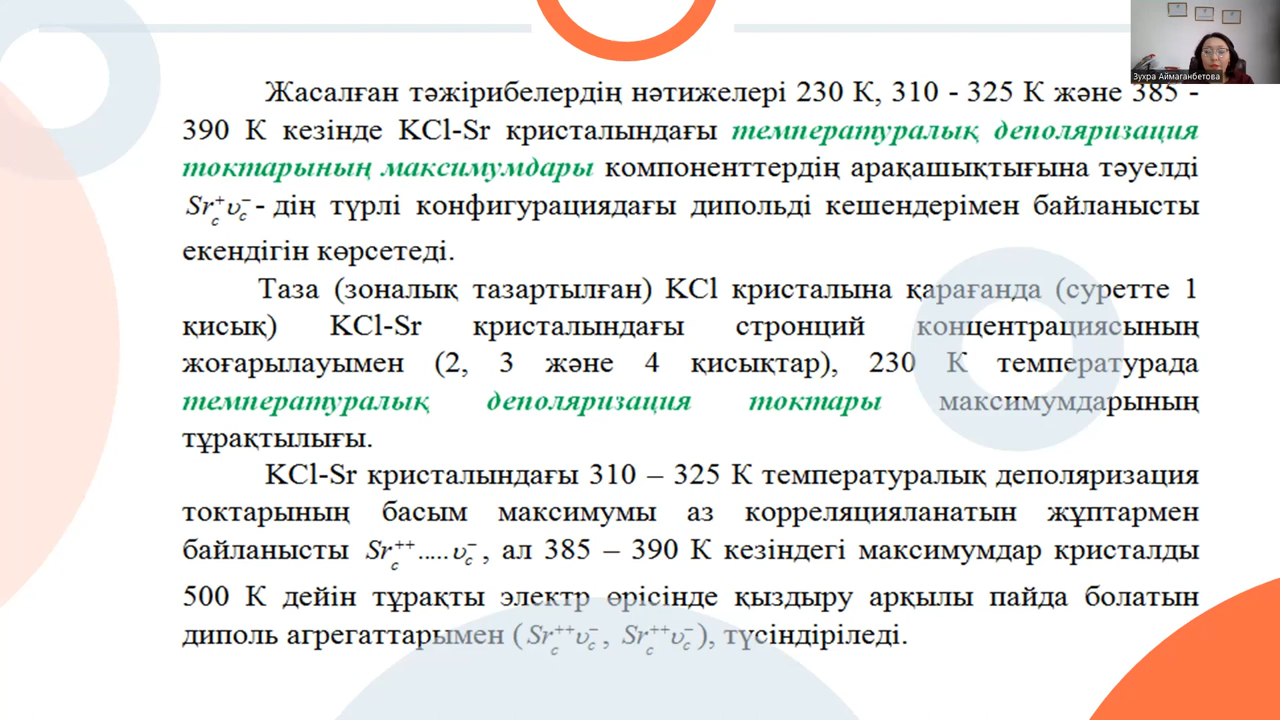 Зухра Аймаганбетова
Жасалған тәжірибелердің нәтижелері 230 К, 310 - 325 К және 385 -
390 К кезінде KCl-Sr кристалындағы температуралық деполяризация
токтарының максимумдары компоненттердің арақашықтығына тәуелді
Sr⁺cυ⁻c - дің түрлі конфигурациядағы дипольді кешендерімен байланысты
екендігін көрсетеді.
Таза (зоналық тазартылған) KCl кристалына қарағанда (суретте 1
қисық) KCl-Sr кристалындағы стронций концентрациясының
жоғарылауымен (2, 3 және 4 қисықтар), 230 К температурада
температуралық деполяризация токтары максимумдарының
тұрақтылығы.
KCl-Sr кристалындағы 310 – 325 К температуралық деполяризация
токтарының басым максимумы аз корреляцияланатын жұптармен
байланысты Sr⁺⁺c.....υ⁻c, ал 385 – 390 К кезіндегі максимумдар кристалды
500 К дейін тұрақты электр өрісінде қыздыру арқылы пайда болатын
диполь агрегаттарымен (Sr⁺⁺cυ⁻c, Sr⁺⁺cυ⁻c), түсіндіріледі.